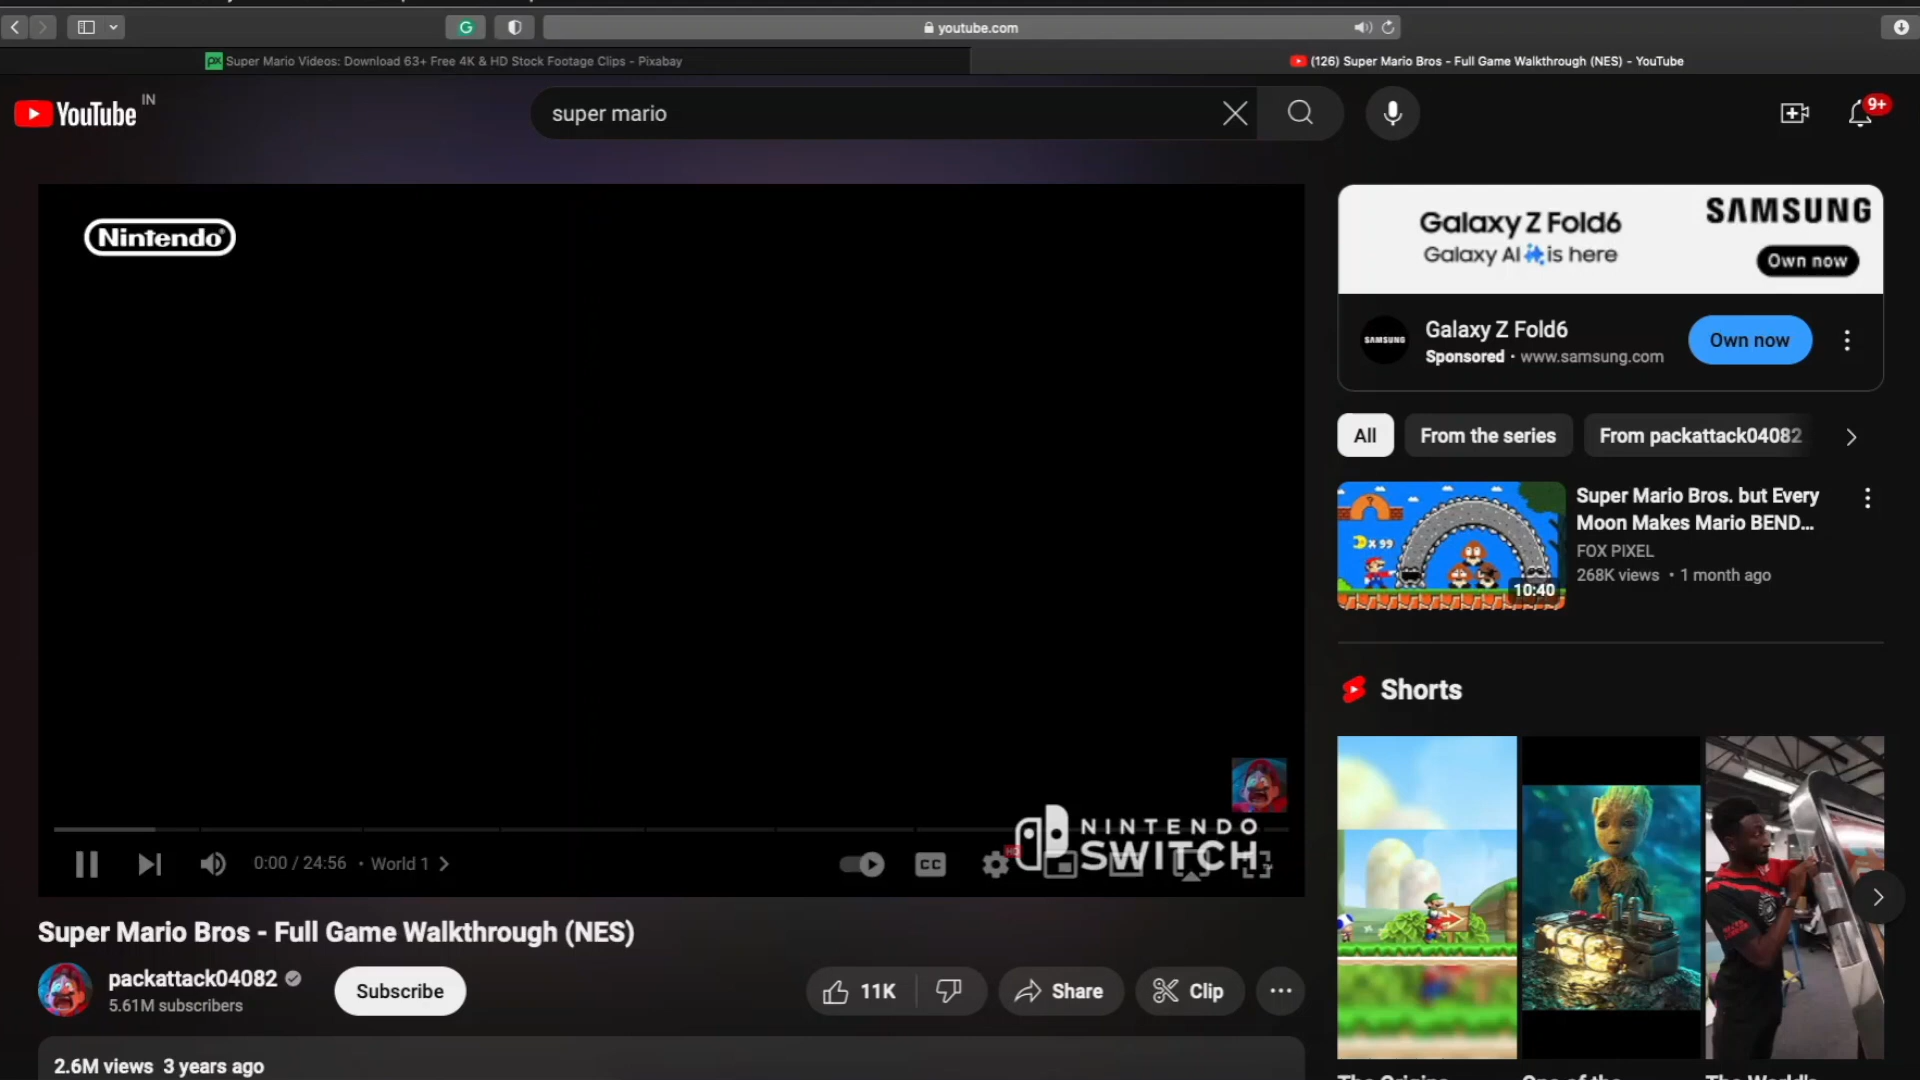 youtube.com
Super Mario Videos: Download 63+ Free 4K & HD Stock Footage Clips - Pixabay
(126) Super Mario Bros - Full Game Walkthrough (NES) - YouTube
YouTube IN
super mario
9+
Nintendo
SAMSUNG
Galaxy Z Fold6
Galaxy AI is here
Own now
SAMSUNG
Galaxy Z Fold6
Sponsored · www.samsung.com
Own now
All
From the series
From packattack04082
Super Mario Bros. but Every
Moon Makes Mario BEND...
FOX PIXEL
268K views • 1 month ago
x 99
10:40
Shorts
NINTENDO
SWITCH
0:00 / 24:56 • World 1
CC
HD
Super Mario Bros - Full Game Walkthrough (NES)
packattack04082
5.61M subscribers
Subscribe
11K
Share
Clip
2.6M views 3 years ago